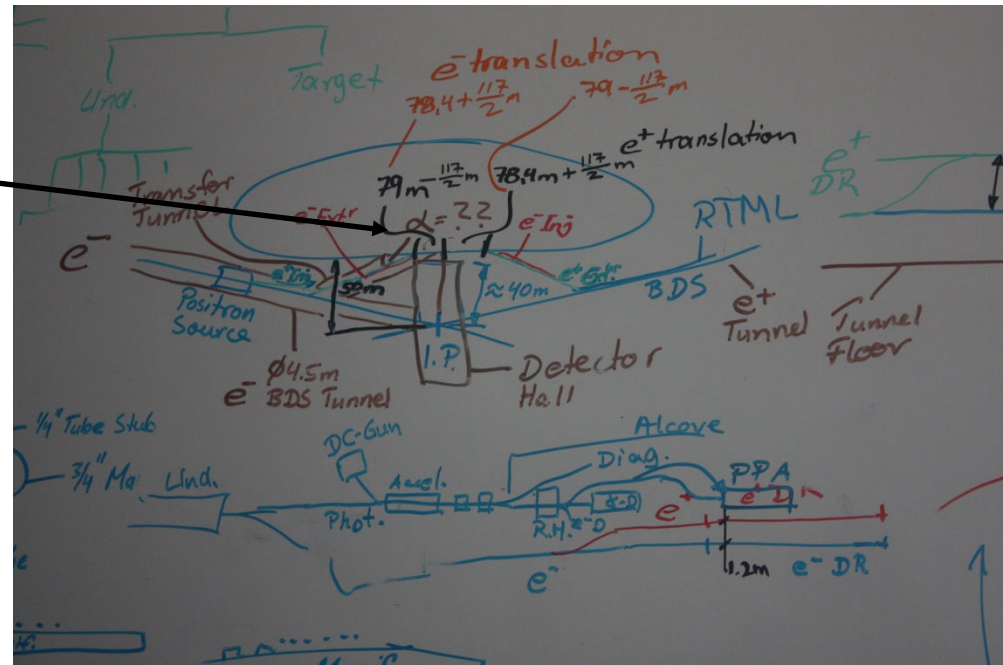 Und.
Target
e⁻ translation
78,4 + 117/2 m
79 - 117/2 m
e⁺ translation
79m - 117/2 m
78,4m + 117/2 m
Transfer
Tunnel
e⁻ Extr
α = ??
e⁻ Inj
e⁺ Inj
e⁺ Extr.
RTML
e⁺
DR
e⁻
50m
≈ 40m
BDS
Positron
Source
I.P.
e⁺
Tunnel
Tunnel
Floor
Ø4.5m
e⁻ BDS Tunnel
Detector
Hall
1/4" Tube Stub
3/4" Ma
Und.
DC-Gun
Phot.
Accel.
Alcove
Diag.
R.H.
PPA
e⁺
e⁻
1.2m
e⁻ DR